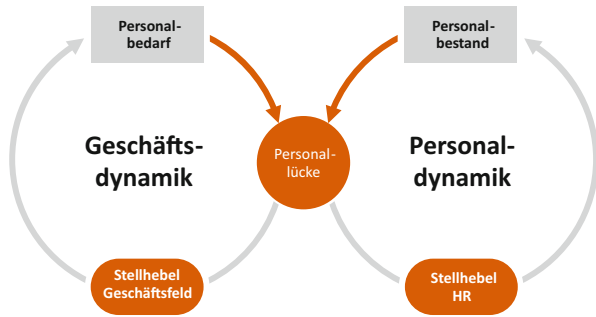 Personal-
bedarf
Personal-
bestand
Geschäfts-
dynamik
Personal-
lücke
Personal-
dynamik
Stellhebel
Geschäftsfeld
Stellhebel
HR